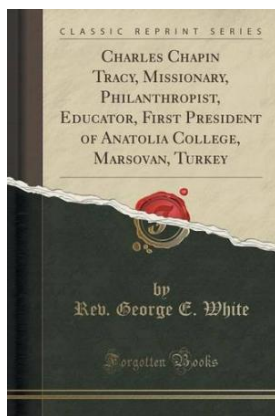 CLASSIC REPRINT SERIES
CHARLES CHAPIN
TRACY, MISSIONARY,
PHILANTHROPIST,
EDUCATOR, FIRST PRESIDENT
OF ANATOLIA COLLEGE,
MARSOVAN, TURKEY
by
Rev. George E. White
Forgotten Books